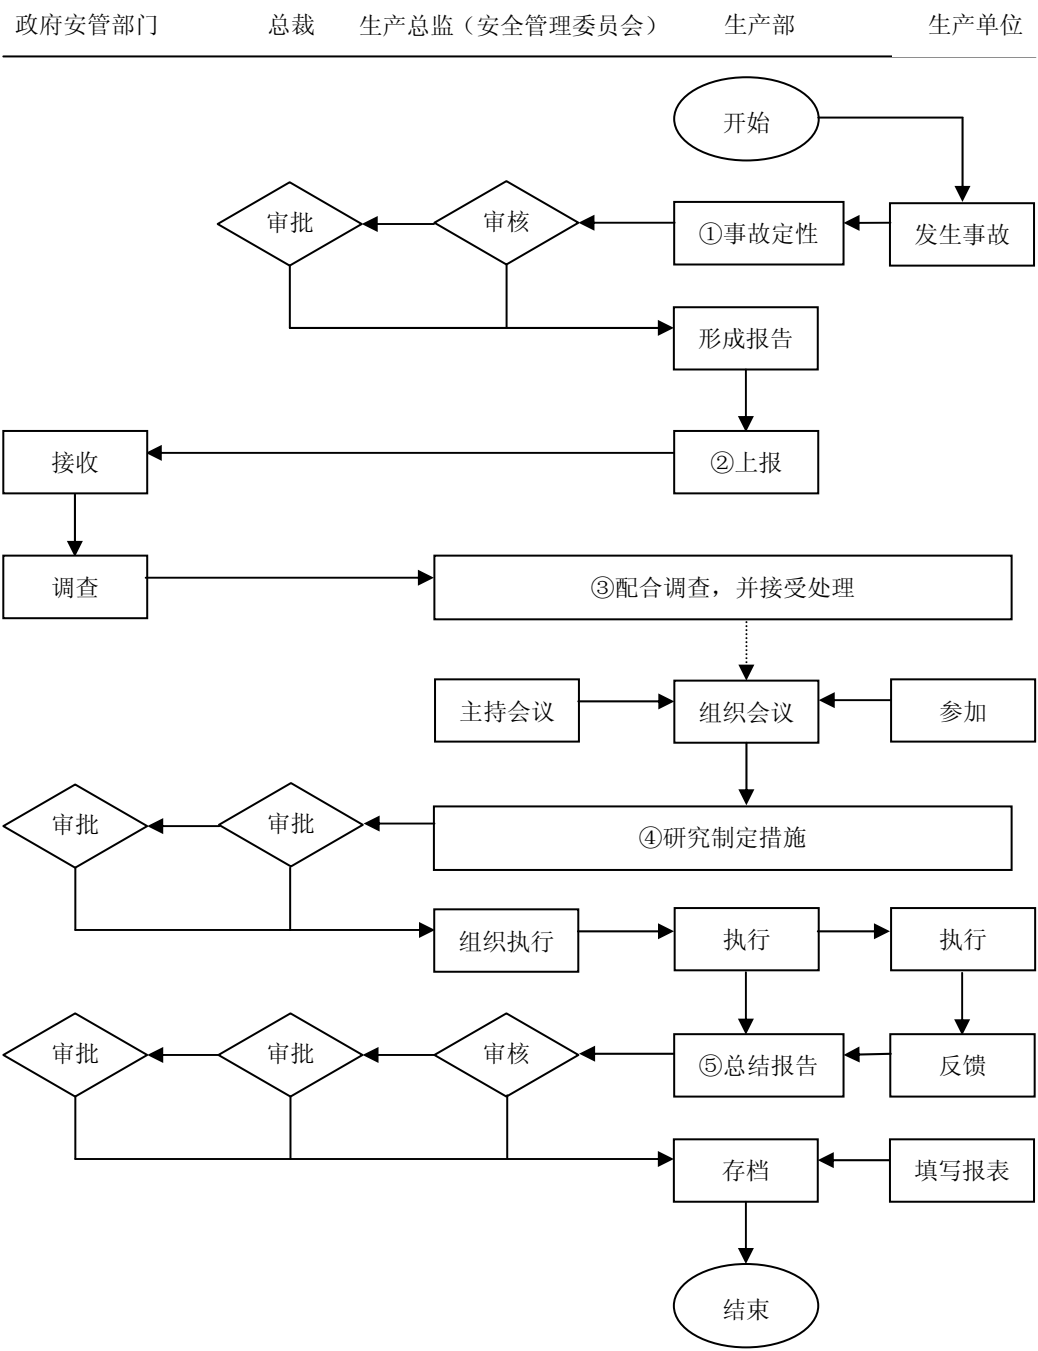 政府安管部门 总裁 生产总监（安全管理委员会） 生产部 生产单位
开始
审批 审核 ①事故定性 发生事故
形成报告
接收 ②上报
调查 ③配合调查，并接受处理
主持会议 组织会议 参加
审批 审批 ④研究制定措施
组织执行 执行 执行
审批 审批 审核 ⑤总结报告 反馈
存档 填写报表
结束